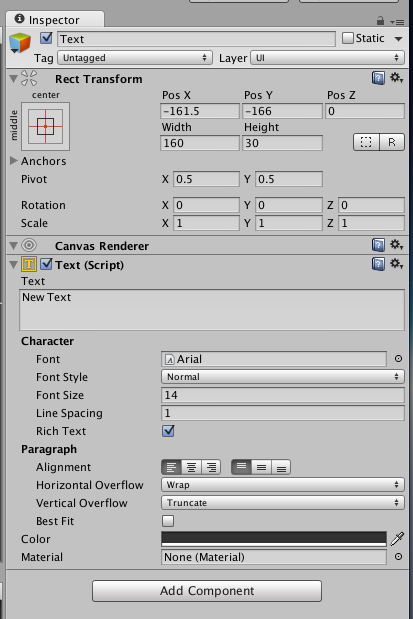 Inspector
Text
Static
Tag Untagged Layer UI
Rect Transform
center
middle
Pos X Pos Y Pos Z
-161.5 -166 0
Width Height
160 30
R
Anchors
Pivot X 0.5 Y 0.5
Rotation X 0 Y 0 Z 0
Scale X 1 Y 1 Z 1
Canvas Renderer
T Text (Script)
Text
New Text
Character
Font Arial
Font Style Normal
Font Size 14
Line Spacing 1
Rich Text
Paragraph
Alignment
Horizontal Overflow Wrap
Vertical Overflow Truncate
Best Fit
Color
Material None (Material)
Add Component